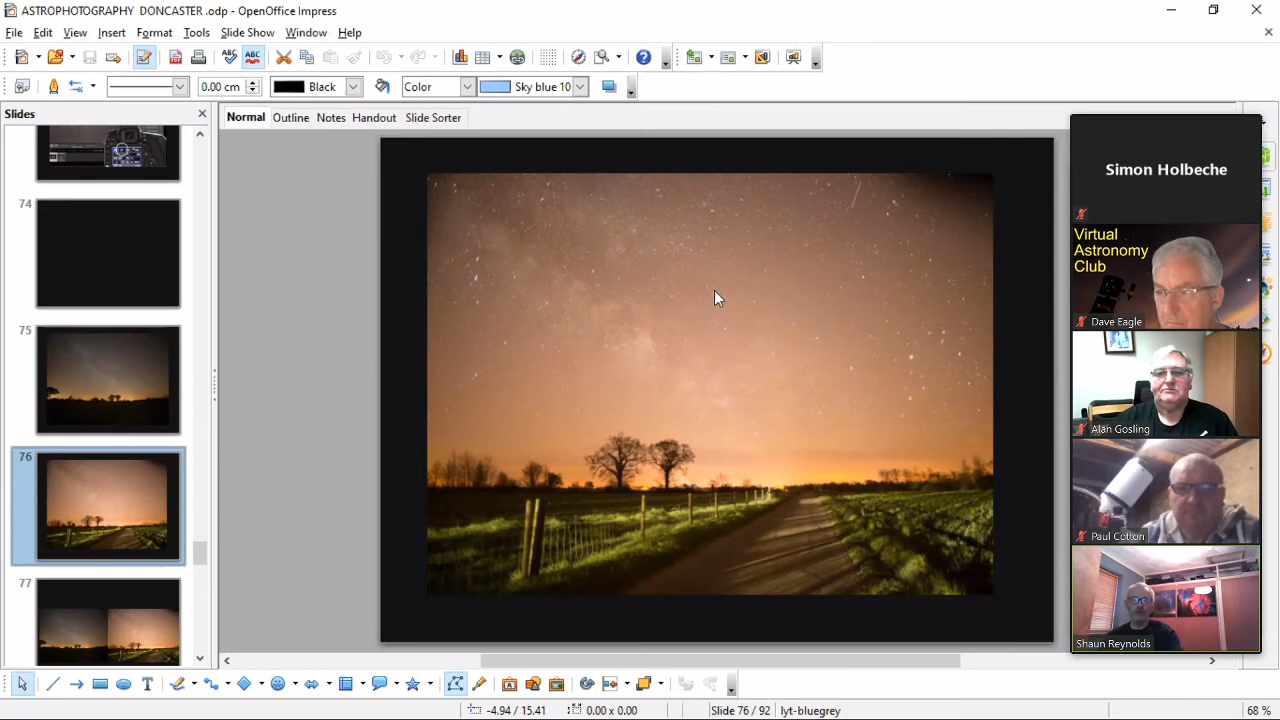 ASTROPHOTOGRAPHY DONCASTER .odp - OpenOffice Impress
File Edit View Insert Format Tools Slide Show Window Help
0.00 cm Black Color Sky blue 10
Slides
Normal Outline Notes Handout Slide Sorter
74
75
76
77
Simon Holbeche
Virtual
Astronomy
Club
Dave Eagle
Alan Gosling
Paul Cotton
Shaun Reynolds
-4.94 / 15.41 0.00 x 0.00 Slide 76 / 92 lyt-bluegrey 68 %